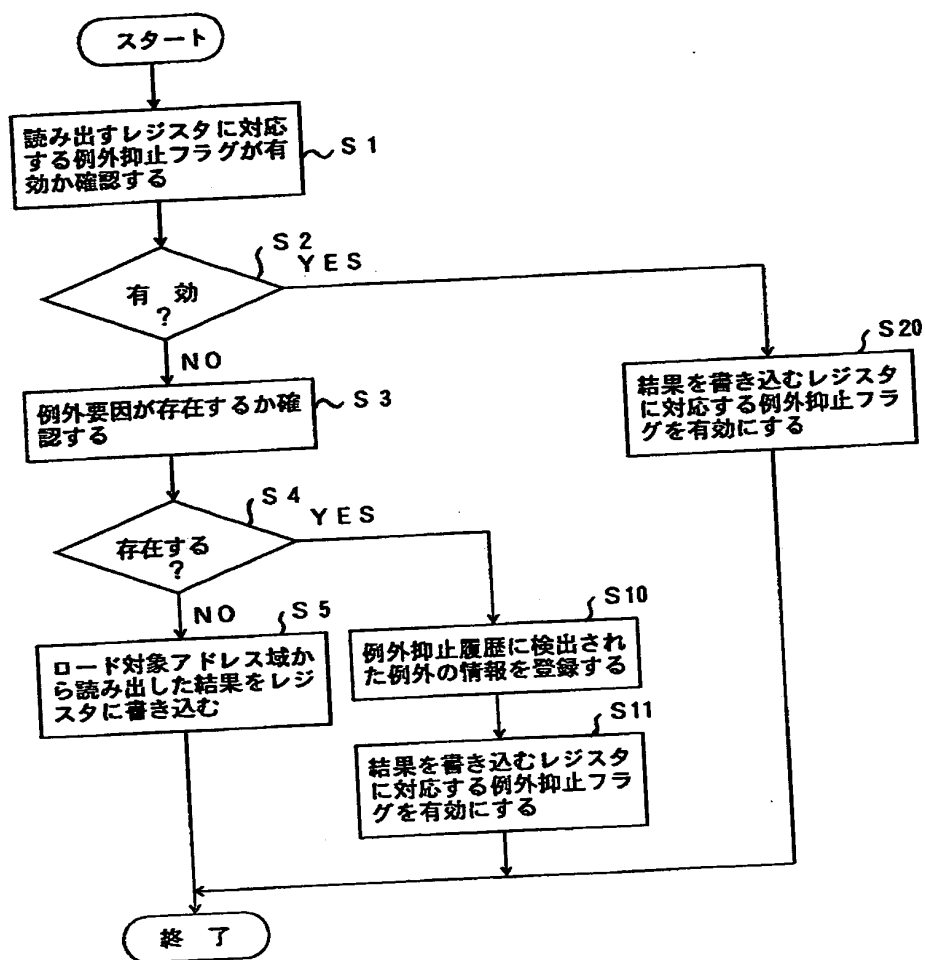 スタート
読み出すレジスタに対応
する例外抑止フラグが有
効か確認する
S1
S2
YES
有 効
?
NO
S20
結果を書き込むレジスタ
に対応する例外抑止フラ
グを有効にする
例外要因が存在するか確
認する
S3
S4
YES
存在する
?
NO
S5
ロード対象アドレス域か
ら読み出した結果をレジ
スタに書き込む
S10
例外抑止履歴に検出され
た例外の情報を登録する
S11
結果を書き込むレジスタ
に対応する例外抑止フラ
グを有効にする
終 了